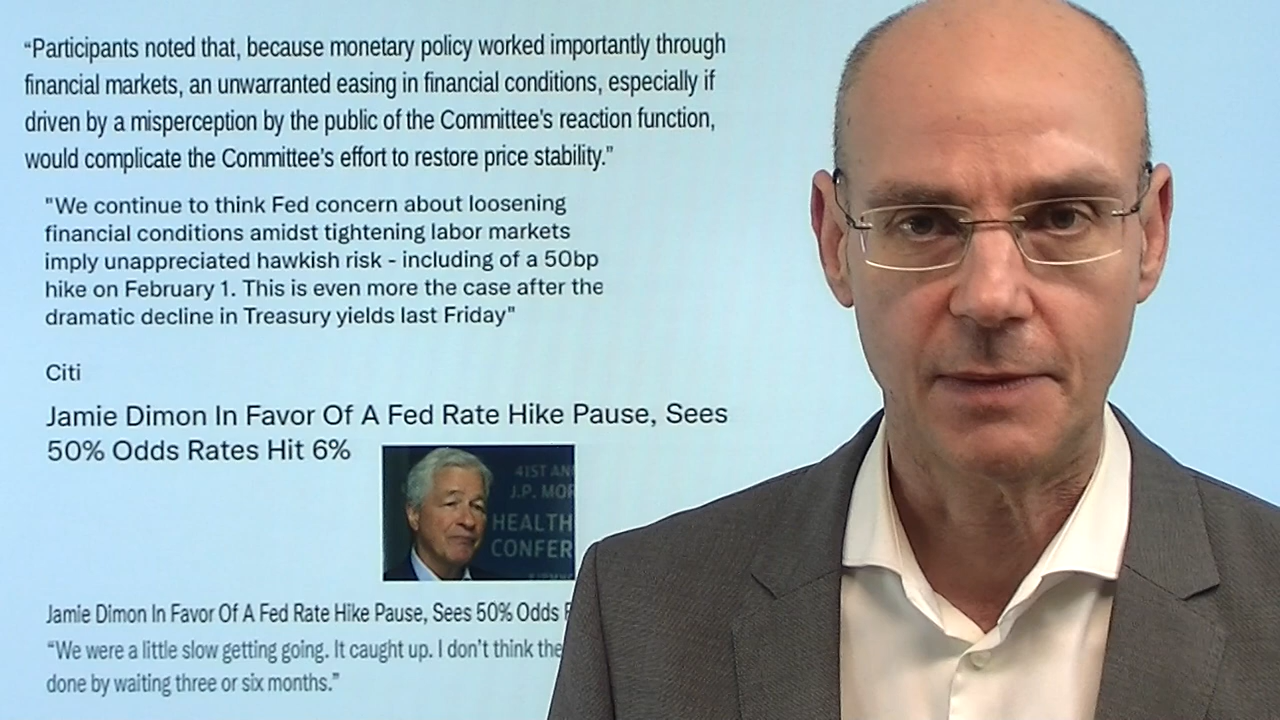 “Participants noted that, because monetary policy worked importantly through
financial markets, an unwarranted easing in financial conditions, especially if
driven by a misperception by the public of the Committee's reaction function,
would complicate the Committee's effort to restore price stability.”
"We continue to think Fed concern about loosening
financial conditions amidst tightening labor markets
imply unappreciated hawkish risk - including of a 50bp
hike on February 1. This is even more the case after the
dramatic decline in Treasury yields last Friday"
Citi
Jamie Dimon In Favor Of A Fed Rate Hike Pause, Sees
50% Odds Rates Hit 6%
41ST AN
J.P. MOR
HEALTH
CONFER
Jamie Dimon In Favor Of A Fed Rate Hike Pause, Sees 50% Odds
“We were a little slow getting going. It caught up. I don't think the
done by waiting three or six months.”